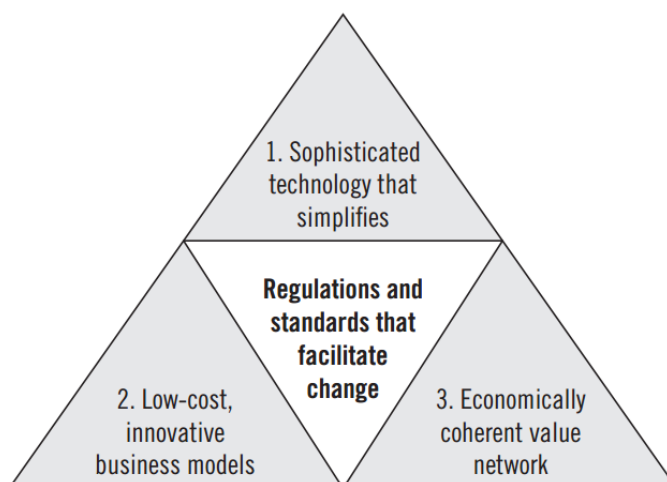 1. Sophisticated
technology that
simplifies
Regulations and
standards that
facilitate
change
2. Low-cost,
innovative
business models
3. Economically
coherent value
network